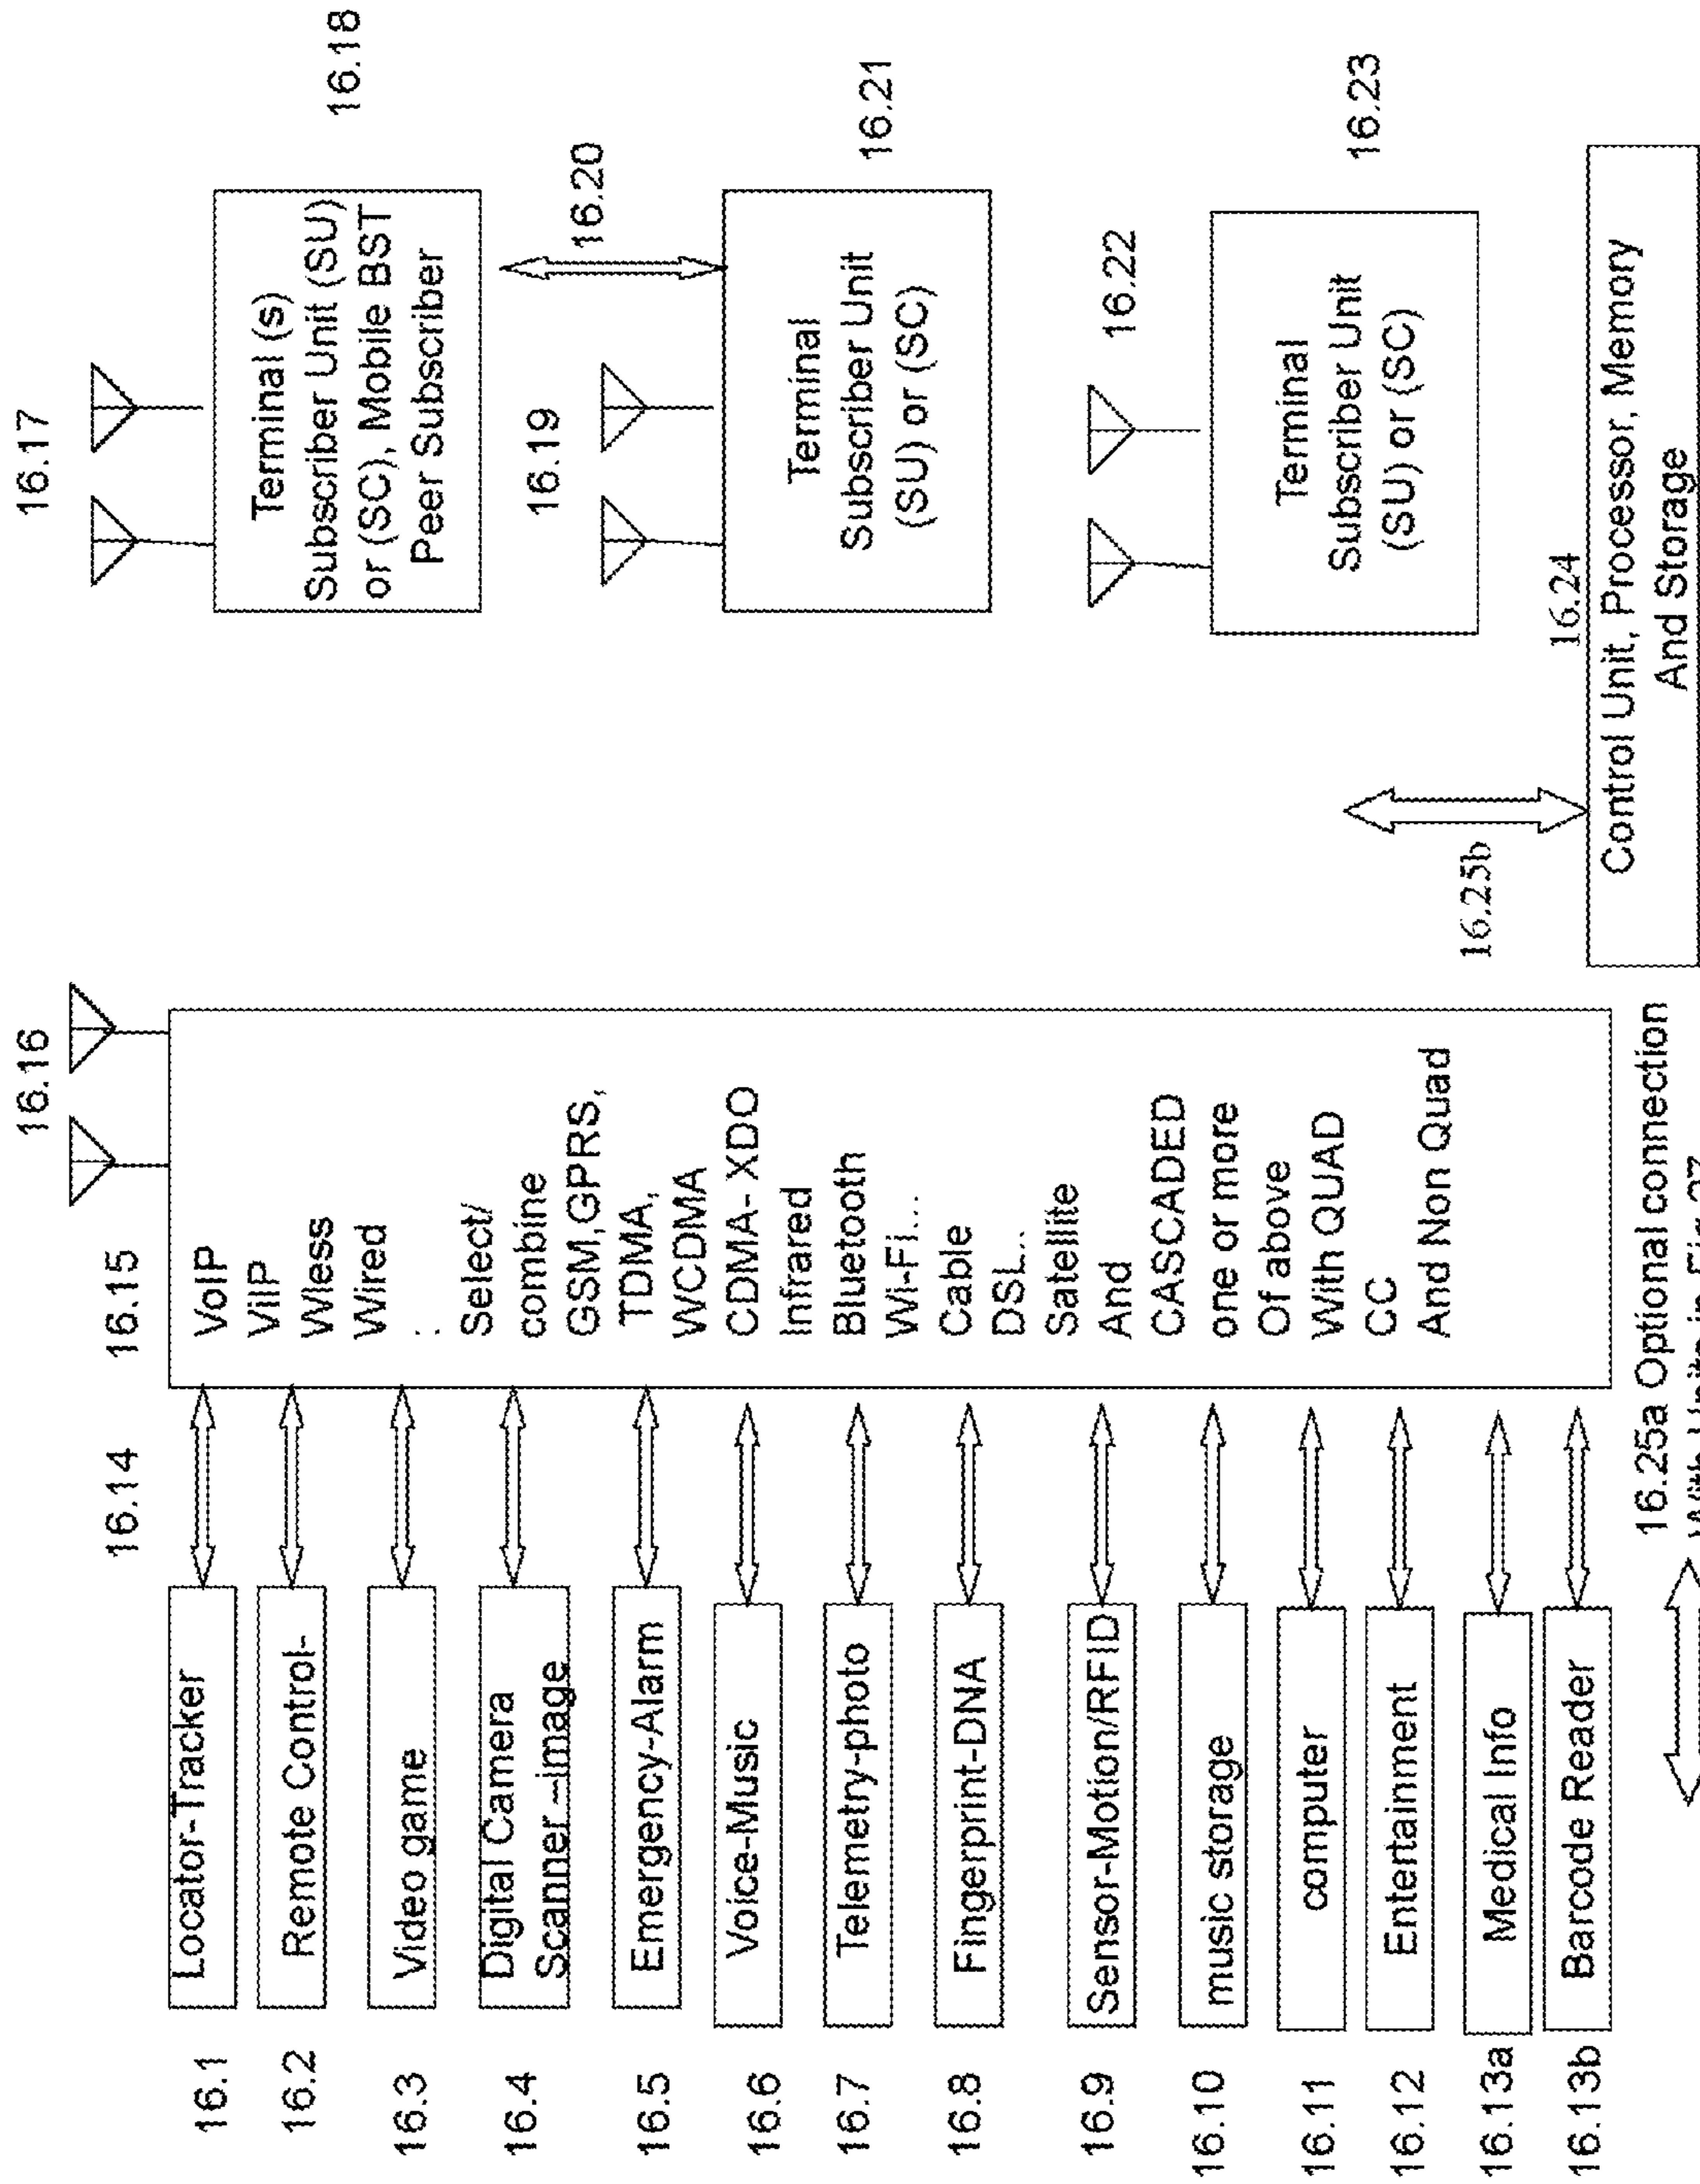 16.1
Locator-Tracker
16.2
Remote Control-
16.3
Video game
16.4
Digital Camera
Scanner –image
16.5
Emergency-Alarm
16.6
Voice-Music
16.7
Telemetry-photo
16.8
Fingerprint-DNA
16.9
Sensor-Motion/RFID
16.10
music storage
16.11
computer
16.12
Entertainment
16.13a
Medical Info
16.13b
Barcode Reader
16.14
16.15
16.16
VoIP
ViIP
Wless
Wired
:
Select/
combine
GSM,GPRS,
TDMA,
WCDMA
CDMA- XDO
Infrared
Bluetooth
Wi-Fi...
Cable
DSL..
Satellite
And
CASCADED
one or more
Of above
With QUAD
CC
And Non Quad
16.25a Optional connection
With Units in Fig. 27
16.17
Terminal (s)
Subscriber Unit (SU)
or (SC), Mobile BST
Peer Subscriber
16.18
16.19
16.20
Terminal
Subscriber Unit
(SU) or (SC)
16.21
16.22
Terminal
Subscriber Unit
(SU) or (SC)
16.23
16.25b
16.24
Control Unit, Processor, Memory
And Storage